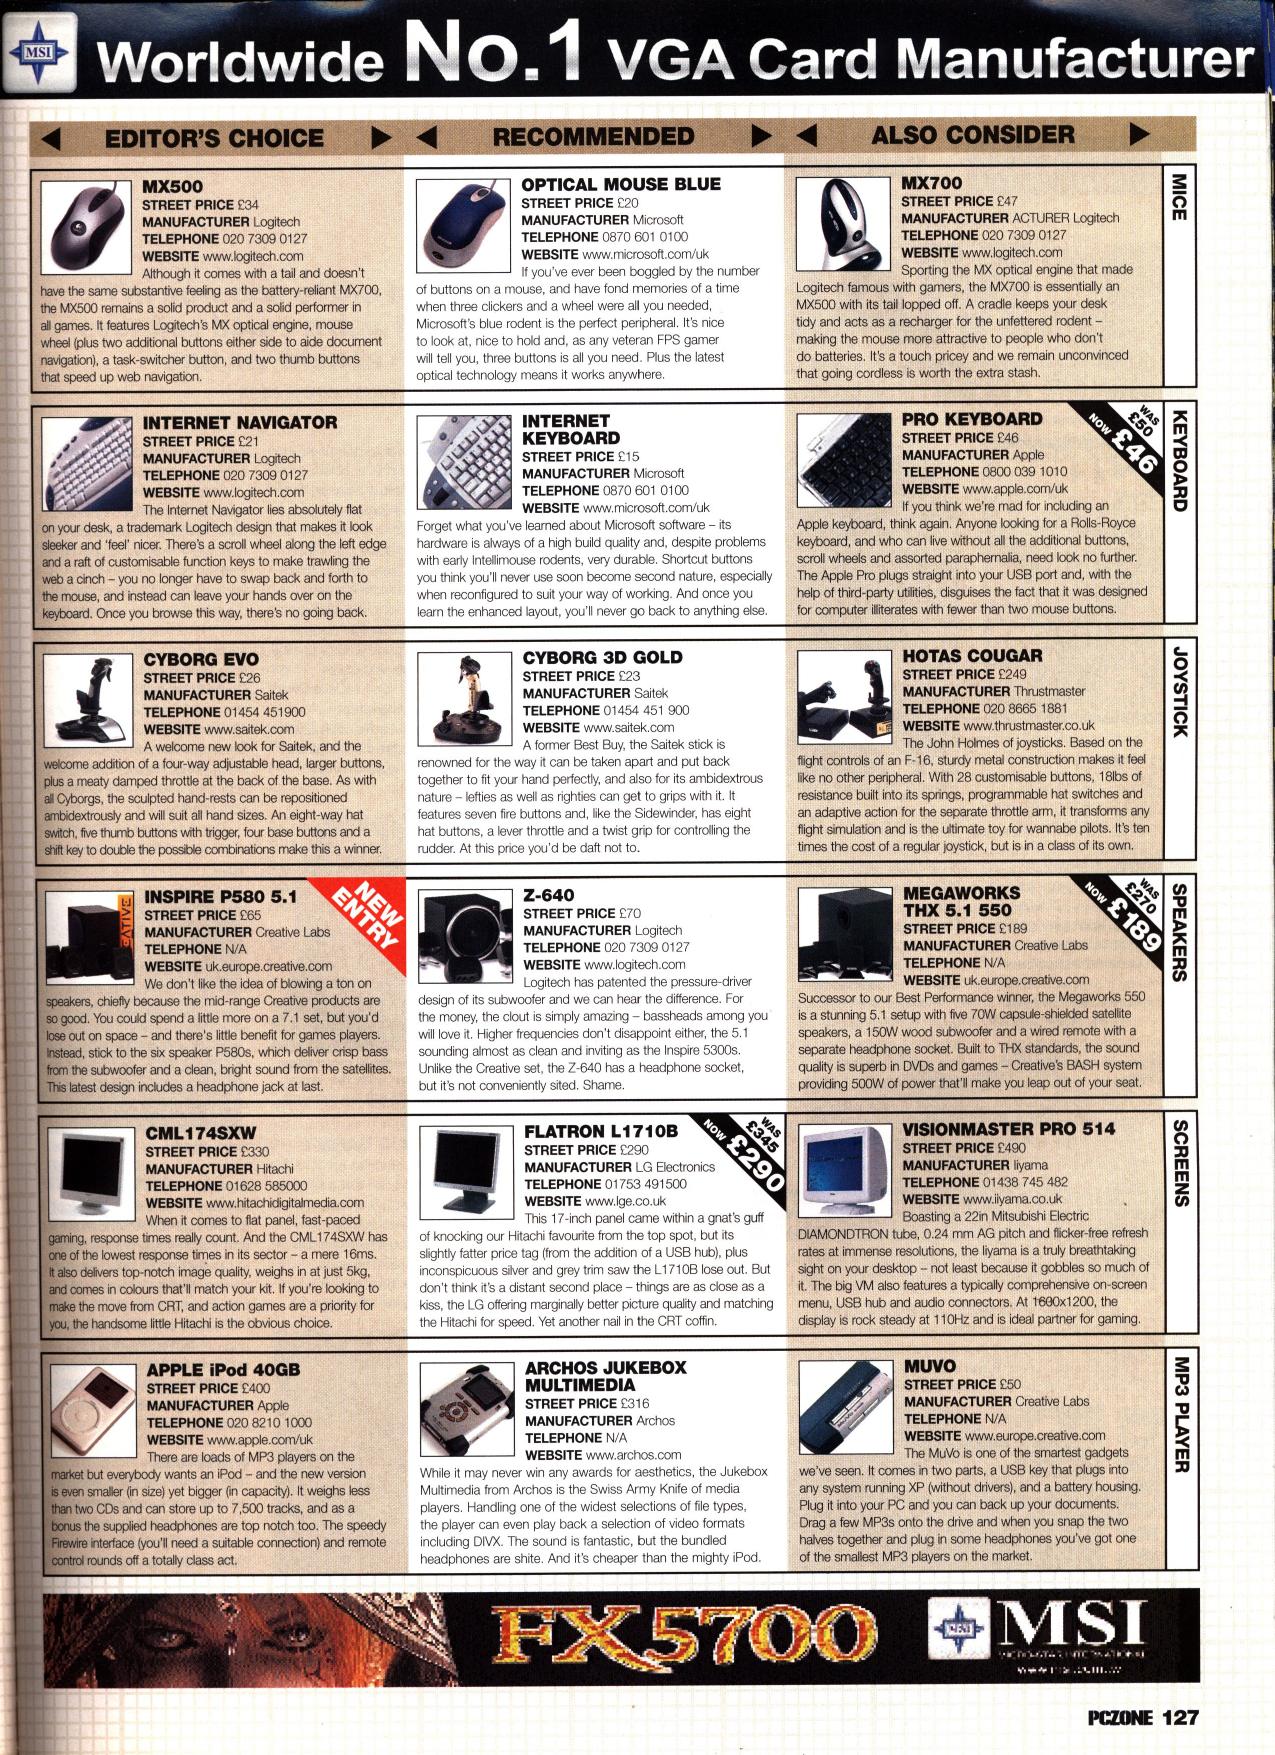 MSI
Worldwide No.1 VGA Card Manufacturer
EDITOR'S CHOICE
RECOMMENDED
ALSO CONSIDER
MICE
MX500
STREET PRICE £34
MANUFACTURER Logitech
TELEPHONE 020 7309 0127
WEBSITE www.logitech.com
Although it comes with a tail and doesn't
have the same substantive feeling as the battery-reliant MX700,
the MX500 remains a solid product and a solid performer in
all games. It features Logitech's MX optical engine, mouse
wheel (plus two additional buttons either side to aide document
navigation), a task-switcher button, and two thumb buttons
that speed up web navigation.
OPTICAL MOUSE BLUE
STREET PRICE £20
MANUFACTURER Microsoft
TELEPHONE 0870 601 0100
WEBSITE www.microsoft.com/uk
If you've ever been boggled by the number
of buttons on a mouse, and have fond memories of a time
when three clickers and a wheel were all you needed,
Microsoft's blue rodent is the perfect peripheral. It's nice
to look at, nice to hold and, as any veteran FPS gamer
will tell you, three buttons is all you need. Plus the latest
optical technology means it works anywhere.
MX700
STREET PRICE £47
MANUFACTURER ACTURER Logitech
TELEPHONE 020 7309 0127
WEBSITE www.logitech.com
Sporting the MX optical engine that made
Logitech famous with gamers, the MX700 is essentially an
MX500 with its tail lopped off. A cradle keeps your desk
tidy and acts as a recharger for the unfettered rodent –
making the mouse more attractive to people who don't
do batteries. It's a touch pricey and we remain unconvinced
that going cordless is worth the extra stash.
KEYBOARD
INTERNET NAVIGATOR
STREET PRICE £21
MANUFACTURER Logitech
TELEPHONE 020 7309 0127
WEBSITE www.logitech.com
The Internet Navigator lies absolutely flat
on your desk, a trademark Logitech design that makes it look
sleeker and 'feel' nicer. There's a scroll wheel along the left edge
and a raft of customisable function keys to make trawling the
web a cinch – you no longer have to swap back and forth to
the mouse, and instead can leave your hands over on the
keyboard. Once you browse this way, there's no going back.
INTERNET
KEYBOARD
STREET PRICE £15
MANUFACTURER Microsoft
TELEPHONE 0870 601 0100
WEBSITE www.microsoft.com/uk
Forget what you've learned about Microsoft software – its
hardware is always of a high build quality and, despite problems
with early Intellimouse rodents, very durable. Shortcut buttons
you think you'll never use soon become second nature, especially
when reconfigured to suit your way of working. And once you
learn the enhanced layout, you'll never go back to anything else.
PRO KEYBOARD
STREET PRICE £46
MANUFACTURER Apple
TELEPHONE 0800 039 1010
WEBSITE www.apple.com/uk
WAS
£50
NOW £46
If you think we're mad for including an
Apple keyboard, think again. Anyone looking for a Rolls-Royce
keyboard, and who can live without all the additional buttons,
scroll wheels and assorted paraphernalia, need look no further.
The Apple Pro plugs straight into your USB port and, with the
help of third-party utilities, disguises the fact that it was designed
for computer illiterates with fewer than two mouse buttons.
JOYSTICK
CYBORG EVO
STREET PRICE £26
MANUFACTURER Saitek
TELEPHONE 01454 451900
WEBSITE www.saitek.com
A welcome new look for Saitek, and the
welcome addition of a four-way adjustable head, larger buttons,
plus a meaty damped throttle at the back of the base. As with
all Cyborgs, the sculpted hand-rests can be repositioned
ambidextrously and will suit all hand sizes. An eight-way hat
switch, five thumb buttons with trigger, four base buttons and a
shift key to double the possible combinations make this a winner.
CYBORG 3D GOLD
STREET PRICE £23
MANUFACTURER Saitek
TELEPHONE 01454 451 900
WEBSITE www.saitek.com
A former Best Buy, the Saitek stick is
renowned for the way it can be taken apart and put back
together to fit your hand perfectly, and also for its ambidextrous
nature – lefties as well as righties can get to grips with it. It
features seven fire buttons and, like the Sidewinder, has eight
hat buttons, a lever throttle and a twist grip for controlling the
rudder. At this price you'd be daft not to.
HOTAS COUGAR
STREET PRICE £249
MANUFACTURER Thrustmaster
TELEPHONE 020 8665 1881
WEBSITE www.thrustmaster.co.uk
The John Holmes of joysticks. Based on the
flight controls of an F-16, sturdy metal construction makes it feel
like no other peripheral. With 28 customisable buttons, 18lbs of
resistance built into its springs, programmable hat switches and
an adaptive action for the separate throttle arm, it transforms any
flight simulation and is the ultimate toy for wannabe pilots. It's ten
times the cost of a regular joystick, but is in a class of its own.
SPEAKERS
INSPIRE P580 5.1
STREET PRICE £65
MANUFACTURER Creative Labs
TELEPHONE N/A
WEBSITE uk.europe.creative.com
NEW
ENTRY
We don't like the idea of blowing a ton on
speakers, chiefly because the mid-range Creative products are
so good. You could spend a little more on a 7.1 set, but you'd
lose out on space – and there's little benefit for games players.
Instead, stick to the six speaker P580s, which deliver crisp bass
from the subwoofer and a clean, bright sound from the satellites.
This latest design includes a headphone jack at last.
Z-640
STREET PRICE £70
MANUFACTURER Logitech
TELEPHONE 020 7309 0127
WEBSITE www.logitech.com
Logitech has patented the pressure-driver
design of its subwoofer and we can hear the difference. For
the money, the clout is simply amazing – bassheads among you
will love it. Higher frequencies don't disappoint either, the 5.1
sounding almost as clean and inviting as the Inspire 5300s.
Unlike the Creative set, the Z-640 has a headphone socket,
but it's not conveniently sited. Shame.
MEGAWORKS
THX 5.1 550
STREET PRICE £189
MANUFACTURER Creative Labs
TELEPHONE N/A
WEBSITE uk.europe.creative.com
WAS
£270
NOW £189
Successor to our Best Performance winner, the Megaworks 550
is a stunning 5.1 setup with five 70W capsule-shielded satellite
speakers, a 150W wood subwoofer and a wired remote with a
separate headphone socket. Built to THX standards, the sound
quality is superb in DVDs and games – Creative's BASH system
providing 500W of power that'll make you leap out of your seat.
SCREENS
CML174SXW
STREET PRICE £330
MANUFACTURER Hitachi
TELEPHONE 01628 585000
WEBSITE www.hitachidigitalmedia.com
When it comes to flat panel, fast-paced
gaming, response times really count. And the CML174SXW has
one of the lowest response times in its sector – a mere 16ms.
It also delivers top-notch image quality, weighs in at just 5kg,
and comes in colours that'll match your kit. If you're looking to
make the move from CRT, and action games are a priority for
you, the handsome little Hitachi is the obvious choice.
FLATRON L1710B
STREET PRICE £290
MANUFACTURER LG Electronics
TELEPHONE 01753 491500
WEBSITE www.lge.co.uk
WAS
£345
NOW £290
This 17-inch panel came within a gnat's guff
of knocking our Hitachi favourite from the top spot, but its
slightly fatter price tag (from the addition of a USB hub), plus
inconspicuous silver and grey trim saw the L1710B lose out. But
don't think it's a distant second place – things are as close as a
kiss, the LG offering marginally better picture quality and matching
the Hitachi for speed. Yet another nail in the CRT coffin.
VISIONMASTER PRO 514
STREET PRICE £490
MANUFACTURER Iiyama
TELEPHONE 01438 745 482
WEBSITE www.iiyama.co.uk
Boasting a 22in Mitsubishi Electric
DIAMONDTRON tube, 0.24 mm AG pitch and flicker-free refresh
rates at immense resolutions, the Iiyama is a truly breathtaking
sight on your desktop – not least because it gobbles so much of
it. The big VM also features a typically comprehensive on-screen
menu, USB hub and audio connectors. At 1600x1200, the
display is rock steady at 110Hz and is ideal partner for gaming.
MP3 PLAYER
APPLE iPod 40GB
STREET PRICE £400
MANUFACTURER Apple
TELEPHONE 020 8210 1000
WEBSITE www.apple.com/uk
There are loads of MP3 players on the
market but everybody wants an iPod – and the new version
is even smaller (in size) yet bigger (in capacity). It weighs less
than two CDs and can store up to 7,500 tracks, and as a
bonus the supplied headphones are top notch too. The speedy
Firewire interface (you'll need a suitable connection) and remote
control rounds off a totally class act.
ARCHOS JUKEBOX
MULTIMEDIA
STREET PRICE £316
MANUFACTURER Archos
TELEPHONE N/A
WEBSITE www.archos.com
While it may never win any awards for aesthetics, the Jukebox
Multimedia from Archos is the Swiss Army Knife of media
players. Handling one of the widest selections of file types,
the player can even play back a selection of video formats
including DIVX. The sound is fantastic, but the bundled
headphones are shite. And it's cheaper than the mighty iPod.
MUVO
STREET PRICE £50
MANUFACTURER Creative Labs
TELEPHONE N/A
WEBSITE www.europe.creative.com
The MuVo is one of the smartest gadgets
we've seen. It comes in two parts, a USB key that plugs into
any system running XP (without drivers), and a battery housing.
Plug it into your PC and you can back up your documents.
Drag a few MP3s onto the drive and when you snap the two
halves together and plug in some headphones you've got one
of the smallest MP3 players on the market.
FX5700
MSI
PCZONE 127